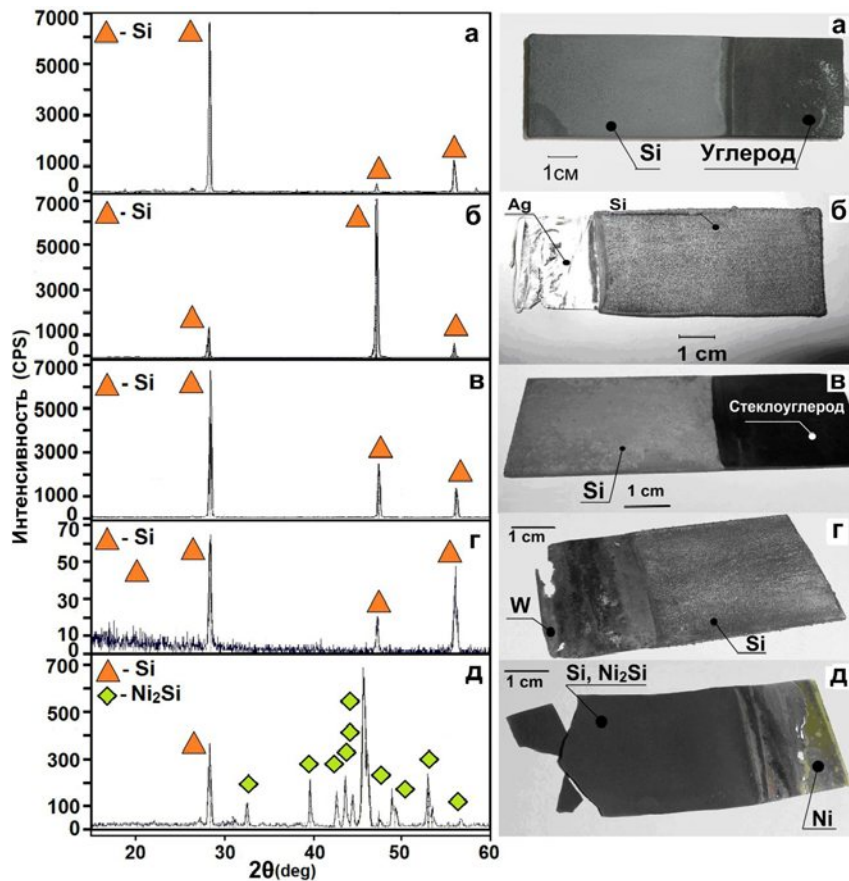 Интенсивность (CPS)
- Si
а
7000
5000
3000
1000
0
- Si
б
7000
5000
3000
1000
0
- Si
в
7000
5000
3000
1000
0
- Si
г
70
50
30
10
0
- Si
- Ni₂Si
д
700
500
300
100
0
20
30
40
50
60
2θ(deg)
а
1см
Si
Углерод
б
Ag
Si
1 cm
в
Стеклоуглерод
Si
1 cm
г
1 cm
W
Si
д
1 cm
Si, Ni₂Si
Ni